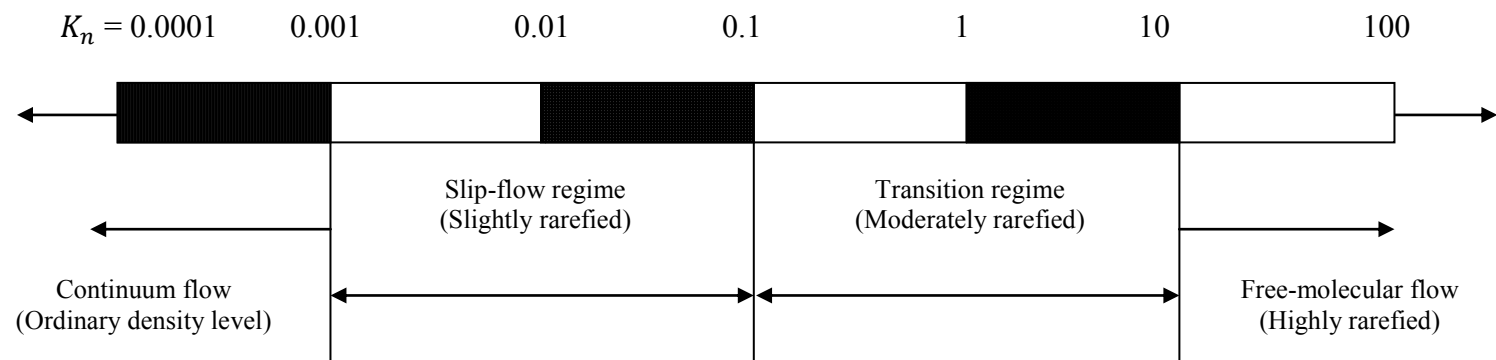 Kₙ = 0.0001 0.001 0.01 0.1 1 10 100
Slip-flow regime
(Slightly rarefied)
Transition regime
(Moderately rarefied)
Continuum flow
(Ordinary density level)
Free-molecular flow
(Highly rarefied)